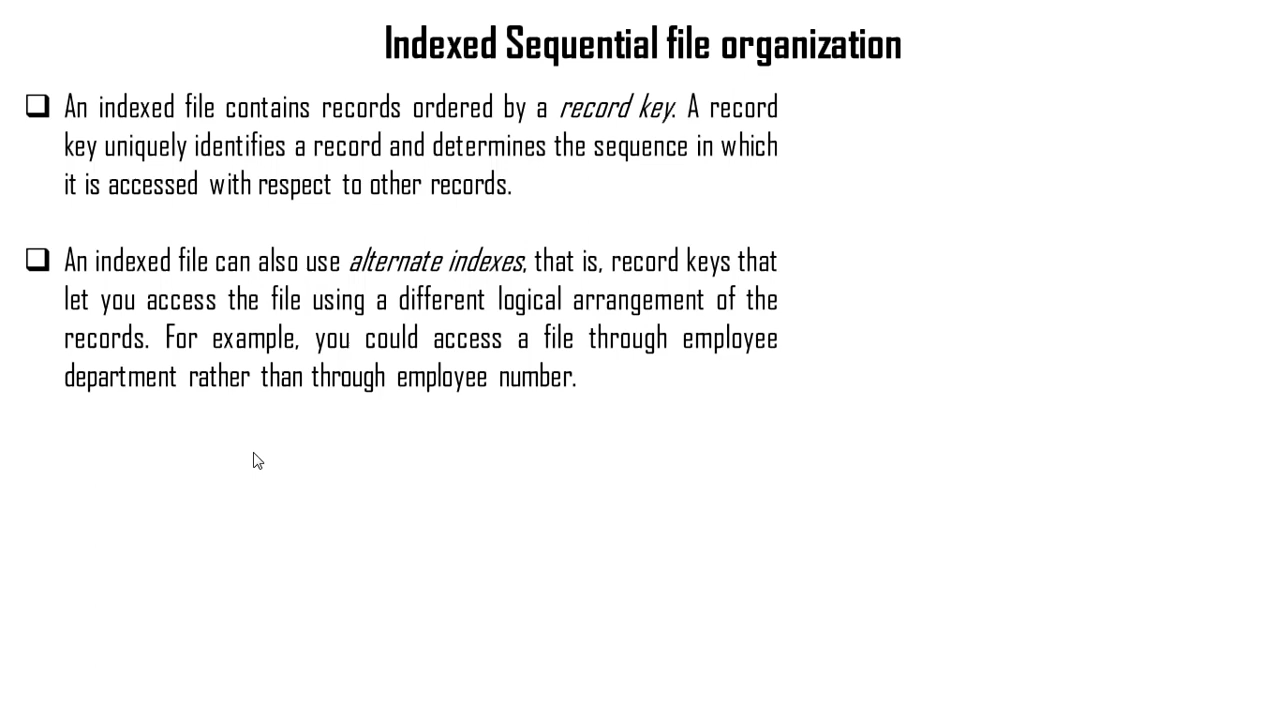 Indexed Sequential file organization
An indexed file contains records ordered by a record key. A record
key uniquely identifies a record and determines the sequence in which
it is accessed with respect to other records.
An indexed file can also use alternate indexes, that is, record keys that
let you access the file using a different logical arrangement of the
records. For example, you could access a file through employee
department rather than through employee number.